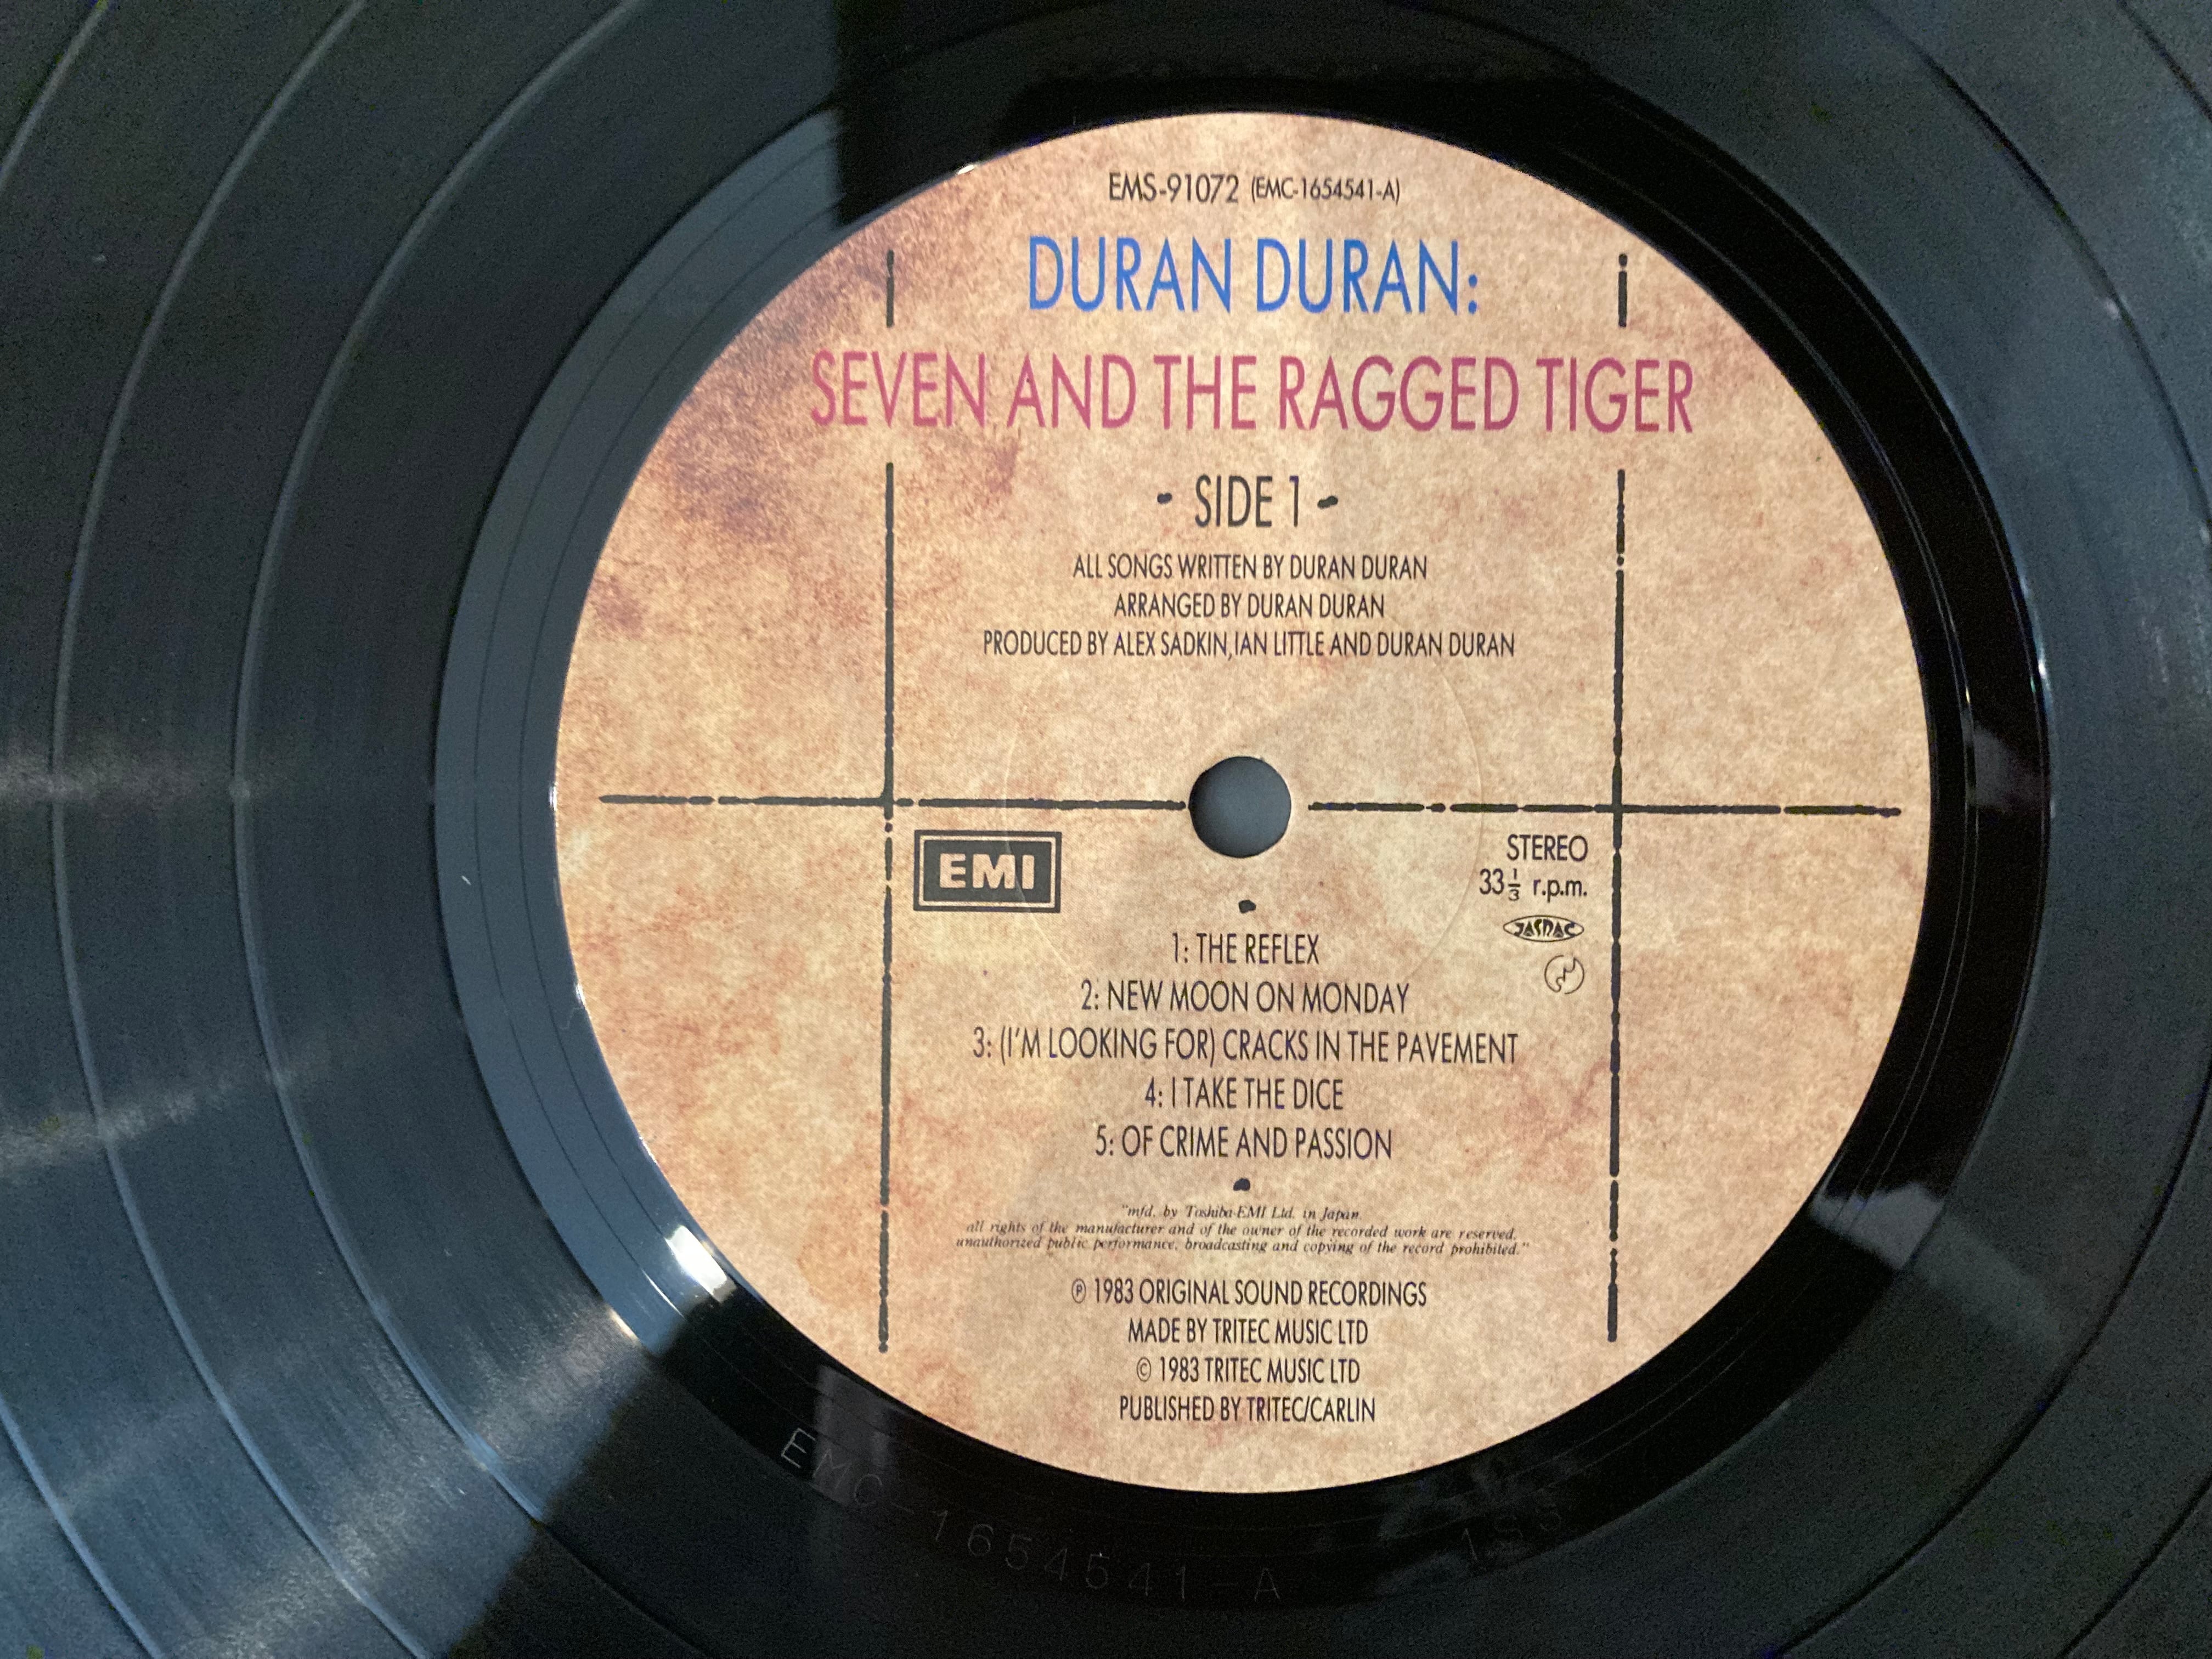 EMS-91072 (EMC-1654541-A)
DURAN DURAN:
SEVEN AND THE RAGGED TIGER
- SIDE 1 -
ALL SONGS WRITTEN BY DURAN DURAN
ARRANGED BY DURAN DURAN
PRODUCED BY ALEX SADKIN, IAN LITTLE AND DURAN DURAN
EMI
STEREO
33⅓ r.p.m.
JASRAC
1: THE REFLEX
2: NEW MOON ON MONDAY
3: (I'M LOOKING FOR) CRACKS IN THE PAVEMENT
4: I TAKE THE DICE
5: OF CRIME AND PASSION
"mfd. by Toshiba-EMI Ltd. in Japan.
all rights of the manufacturer and of the owner of the recorded work are reserved.
unauthorized public performance, broadcasting and copying of the record prohibited."
℗ 1983 ORIGINAL SOUND RECORDINGS
MADE BY TRITEC MUSIC LTD
© 1983 TRITEC MUSIC LTD
PUBLISHED BY TRITEC/CARLIN
EMC-1654541-A